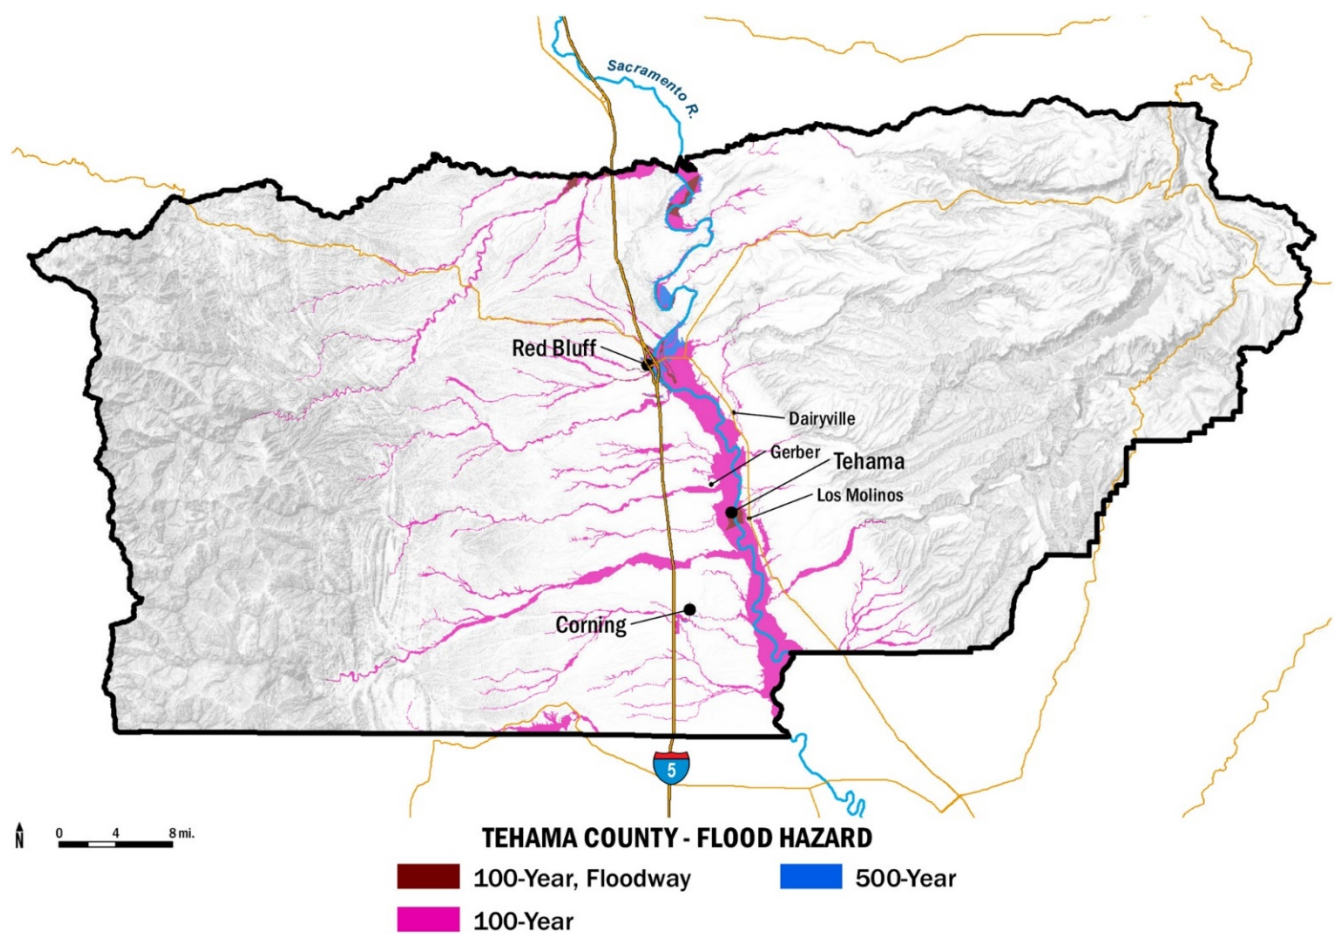 Sacramento R.
Red Bluff
Dairyville
Gerber
Tehama
Los Molinos
Corning
5
N
0 4 8 mi.
TEHAMA COUNTY - FLOOD HAZARD
100-Year, Floodway
500-Year
100-Year